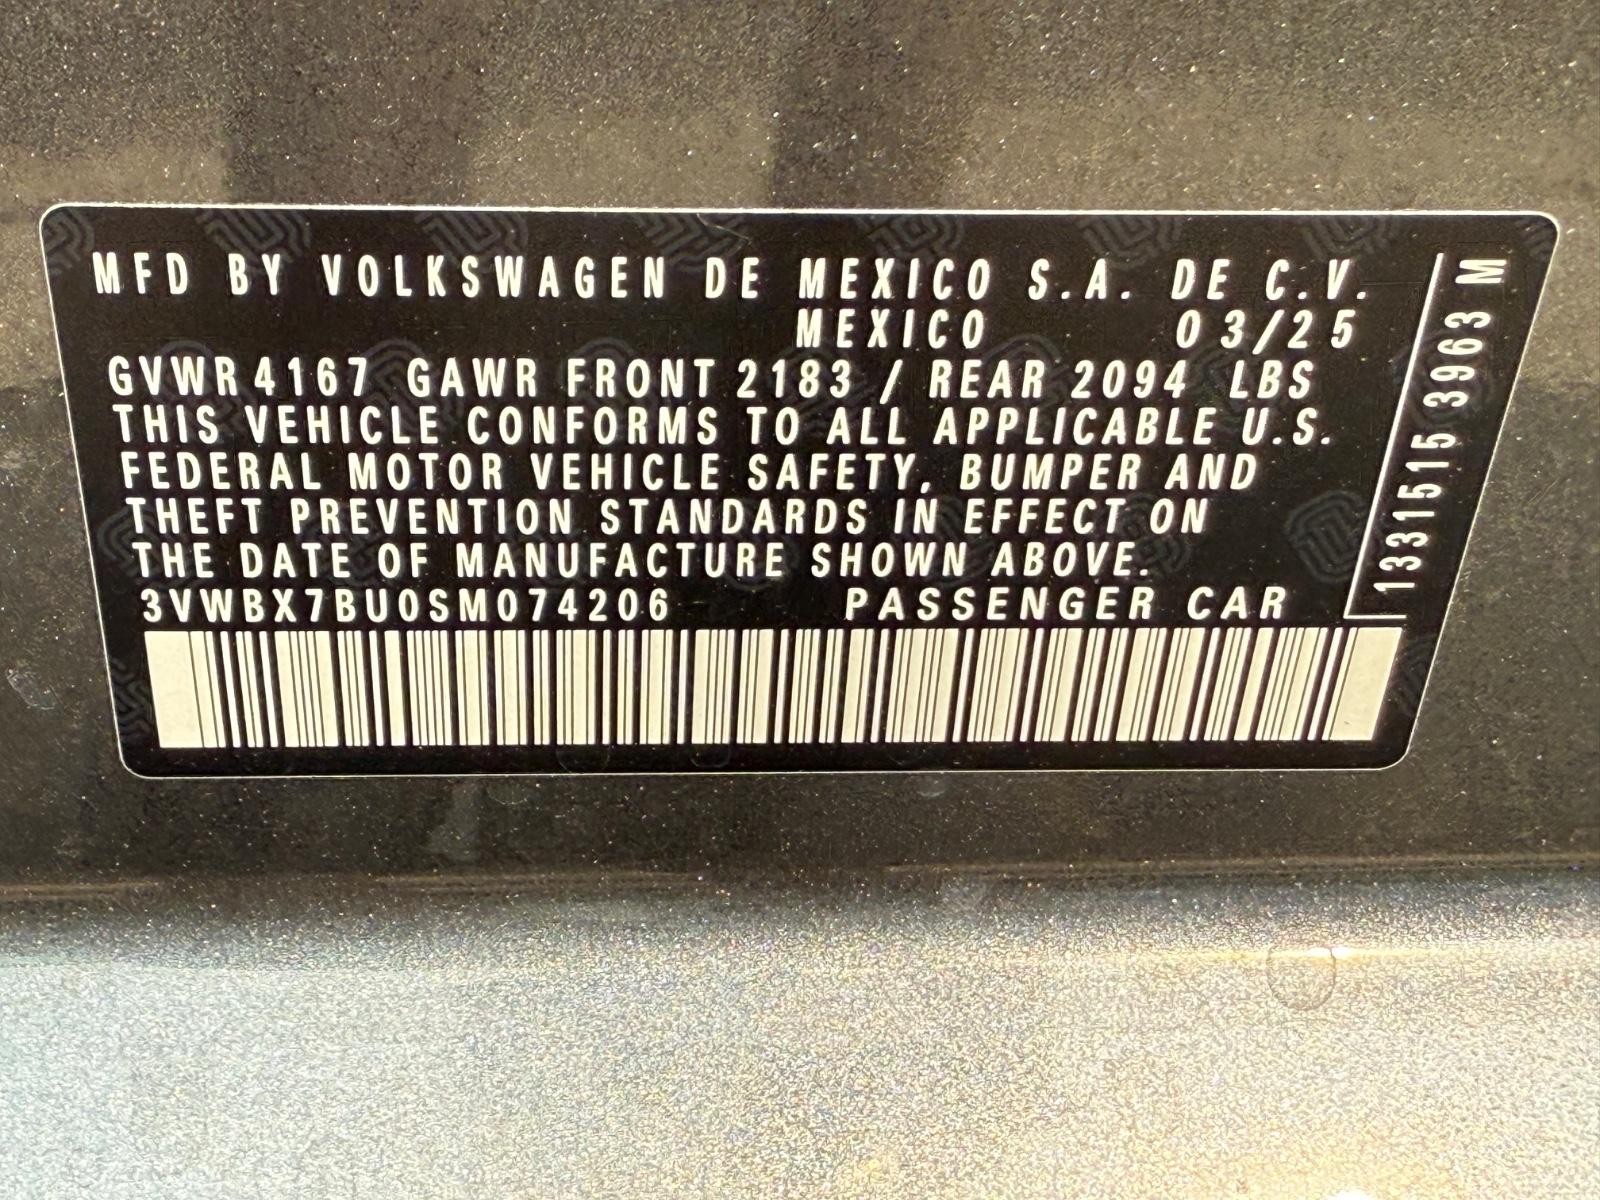 MFD BY VOLKSWAGEN DE MEXICO S.A. DE C.V.
MEXICO 03/25
GVWR 4167 GAWR FRONT 2183 / REAR 2094 LBS
THIS VEHICLE CONFORMS TO ALL APPLICABLE U.S.
FEDERAL MOTOR VEHICLE SAFETY, BUMPER AND
THEFT PREVENTION STANDARDS IN EFFECT ON
THE DATE OF MANUFACTURE SHOWN ABOVE.
3VWBX7BU0SM074206 PASSENGER CAR
1331515 3963 M